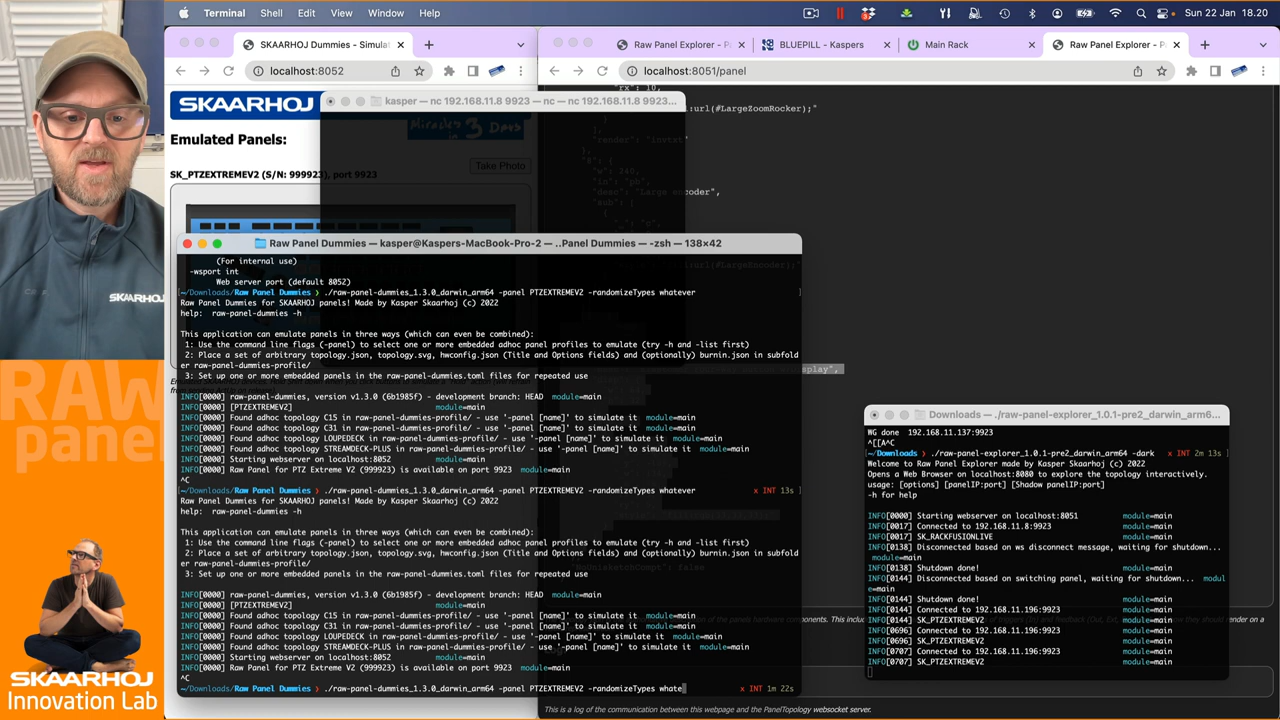 Terminal Shell Edit View Window Help
Sun 22 Jan 18.20
SKAARHOJ Dummies - Simulat
localhost:8052
SKAARHOJ
Emulated Panels:
Take Photo
SK_PTZEXTREMEV2 (S/N: 999923), port 9923
Raw Panel Explorer - P
BLUEPILL - Kaspers
Main Rack
Raw Panel Explorer - P
localhost:8051/panel
"rx": 10,
:url(#LargeZoomRocker);"
"render": "invtxt"
"w": 240,
"in": "pb",
"desc": "Large encoder",
"sub": [
url(#LargeEncoder);"
splay",
kasper — nc 192.168.11.8 9923 — nc — nc 192.168.11.8 9923...
Raw Panel Dummies — kasper@Kaspers-MacBook-Pro-2 — ..Panel Dummies — -zsh — 138×42
(For internal use)
-wsport int
Web server port (default 8052)
[~/Downloads/Raw Panel Dummies ❯ ./raw-panel-dummies_1.3.0_darwin_arm64 -panel PTZEXTREMEV2 -randomizeTypes whatever ]
Raw Panel Dummies for SKAARHOJ panels! Made by Kasper Skaarhoj (c) 2022
help: raw-panel-dummies -h
This application can emulate panels in three ways (which can even be combined):
1: Use the command line flags (-panel) to select one or more embedded adhoc panel profiles to emulate (try -h and -list first)
2: Place a set of arbitrary topology.json, topology.svg, hwconfig.json (Title and Options fields) and (optionally) burnin.json in subfold
er raw-panel-dummies-profile/
3: Set up one or more embedded panels in the raw-panel-dummies.toml files for repeated use
INFO[0000] raw-panel-dummies, version v1.3.0 (6b1985f) - development branch: HEAD module=main
INFO[0000] [PTZEXTREMEV2] module=main
INFO[0000] Found adhoc topology C15 in raw-panel-dummies-profile/ - use '-panel [name]' to simulate it module=main
INFO[0000] Found adhoc topology C31 in raw-panel-dummies-profile/ - use '-panel [name]' to simulate it module=main
INFO[0000] Found adhoc topology LOUPEDECK in raw-panel-dummies-profile/ - use '-panel [name]' to simulate it module=main
INFO[0000] Found adhoc topology STREAMDECK-PLUS in raw-panel-dummies-profile/ - use '-panel [name]' to simulate it module=main
INFO[0000] Starting webserver on localhost:8052 module=main
INFO[0000] Raw Panel for PTZ Extreme V2 (999923) is available on port 9923 module=main
^C
~/Downloads/Raw Panel Dummies ❯ ./raw-panel-dummies_1.3.0_darwin_arm64 -panel PTZEXTREMEV2 -randomizeTypes whatever x INT 13s
Raw Panel Dummies for SKAARHOJ panels! Made by Kasper Skaarhoj (c) 2022
help: raw-panel-dummies -h
This application can emulate panels in three ways (which can even be combined):
1: Use the command line flags (-panel) to select one or more embedded adhoc panel profiles to emulate (try -h and -list first)
2: Place a set of arbitrary topology.json, topology.svg, hwconfig.json (Title and Options fields) and (optionally) burnin.json in subfold
er raw-panel-dummies-profile/
3: Set up one or more embedded panels in the raw-panel-dummies.toml files for repeated use
INFO[0000] raw-panel-dummies, version v1.3.0 (6b1985f) - development branch: HEAD module=main
INFO[0000] [PTZEXTREMEV2] module=main
INFO[0000] Found adhoc topology C15 in raw-panel-dummies-profile/ - use '-panel [name]' to simulate it module=main
INFO[0000] Found adhoc topology C31 in raw-panel-dummies-profile/ - use '-panel [name]' to simulate it module=main
INFO[0000] Found adhoc topology LOUPEDECK in raw-panel-dummies-profile/ - use '-panel [name]' to simulate it module=main
INFO[0000] Found adhoc topology STREAMDECK-PLUS in raw-panel-dummies-profile/ - use '-panel [name]' to simulate it module=main
INFO[0000] Starting webserver on localhost:8052 module=main
INFO[0000] Raw Panel for PTZ Extreme V2 (999923) is available on port 9923 module=main
^C
~/Downloads/Raw Panel Dummies ❯ ./raw-panel-dummies_1.3.0_darwin_arm64 -panel PTZEXTREMEV2 -randomizeTypes whate x INT 1m 22s
Downloads — ./raw-panel-explorer_1.0.1-pre2_darwin_arm6...
WG done 192.168.11.137:9923
^[[A^C
~/Downloads ❯ ./raw-panel-explorer_1.0.1-pre2_darwin_arm64 -dark x INT 2m 13s
Welcome to Raw Panel Explorer made by Kasper Skaarhoj (c) 2022
Opens a Web Browser on localhost:8080 to explore the topology interactively.
usage: [options] [panelIP:port] [Shadow panelIP:port]
-h for help
INFO[0000] Starting webserver on localhost:8051 module=main
INFO[0017] Connected to 192.168.11.8:9923 module=main
INFO[0017] SK_RACKFUSIONLIVE module=main
INFO[0138] Disconnected based on ws disconnect message, waiting for shutdown...
module=main
INFO[0138] Shutdown done! module=main
INFO[0144] Disconnected based on switching panel, waiting for shutdown... modul
e=main
INFO[0144] Shutdown done! module=main
INFO[0144] Connected to 192.168.11.196:9923 module=main
INFO[0144] SK_PTZEXTREMEV2 module=main
INFO[0696] Connected to 192.168.11.196:9923 module=main
INFO[0696] SK_PTZEXTREMEV2 module=main
INFO[0707] Connected to 192.168.11.196:9923 module=main
INFO[0707] SK_PTZEXTREMEV2 module=main
This is a log of the communication between this webpage and the PanelTopology websocket server.
SKAARHOJ
RAW
panel
SKAARHOJ
Innovation Lab